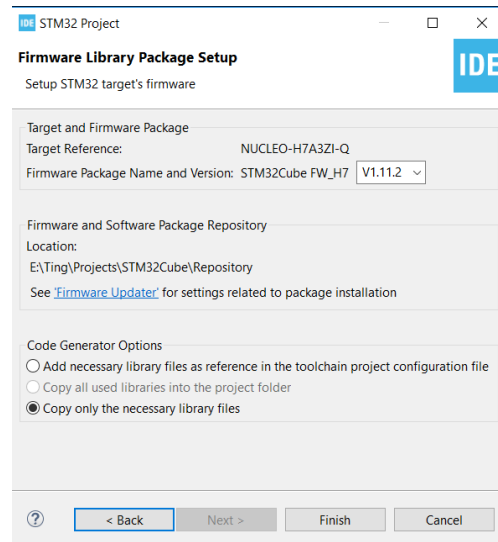 IDE STM32 Project
Firmware Library Package Setup
Setup STM32 target's firmware
IDE
Target and Firmware Package
Target Reference: NUCLEO-H7A3ZI-Q
Firmware Package Name and Version: STM32Cube FW_H7 V1.11.2
Firmware and Software Package Repository
Location:
E:\Ting\Projects\STM32Cube\Repository
See 'Firmware Updater' for settings related to package installation
Code Generator Options
Add necessary library files as reference in the toolchain project configuration file
Copy all used libraries into the project folder
Copy only the necessary library files
? < Back Next > Finish Cancel